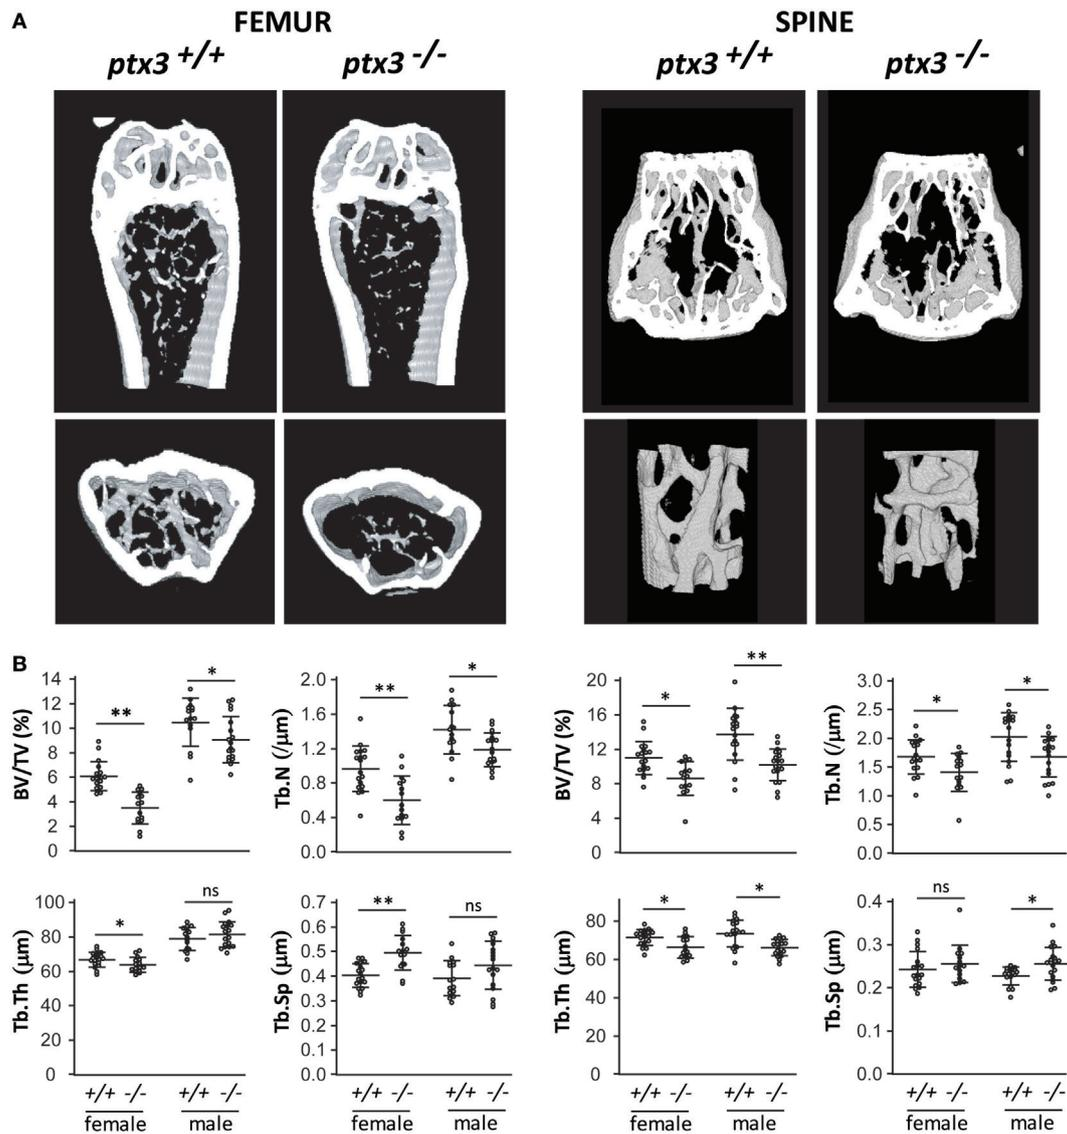 A
FEMUR
SPINE
ptx3 +/+
ptx3 -/-
ptx3 +/+
ptx3 -/-
B
BV/TV (%)
14
12
10
8
6
4
2
0
**
*
Tb.N (/µm)
2.0
1.6
1.2
0.8
0.4
0.0
**
*
BV/TV (%)
20
16
12
8
4
0
*
**
Tb.N (/µm)
3.0
2.5
2.0
1.5
1.0
0.5
0.0
*
*
Tb.Th (µm)
100
80
60
40
20
0
*
ns
+/+ -/- +/+ -/-
female male
Tb.Sp (µm)
0.7
0.6
0.5
0.4
0.3
0.2
0.1
0.0
**
ns
+/+ -/- +/+ -/-
female male
Tb.Th (µm)
80
60
40
20
0
*
*
+/+ -/- +/+ -/-
female male
Tb.Sp (µm)
0.4
0.3
0.2
0.1
0.0
ns
*
+/+ -/- +/+ -/-
female male